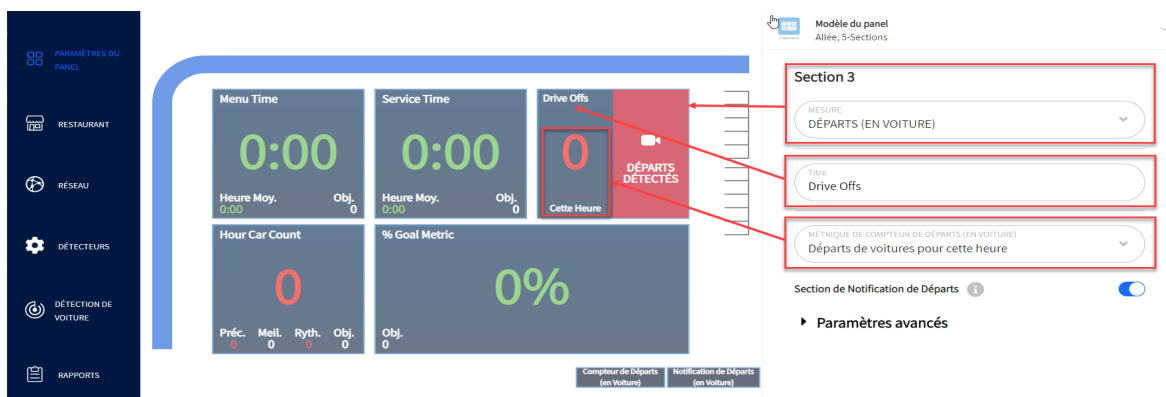 PARAMÈTRES DU
PANEL
RESTAURANT
RÉSEAU
DÉTECTEURS
DÉTECTION DE
VOITURE
RAPPORTS
Menu Time
0:00
Heure Moy. Obj.
0:00 0
Service Time
0:00
Heure Moy. Obj.
0:00 0
Drive Offs
0
Cette Heure
DÉPARTS
DÉTECTÉS
Hour Car Count
0
Préc. Meil. Ryth. Obj.
0 0 0 0
% Goal Metric
0%
Obj.
0
Compteur de Départs
(en Voiture)
Notification de Départs
(en Voiture)
Modèle du panel
Allée, 5-Sections
Section 3
MESURE
DÉPARTS (EN VOITURE)
Titre
Drive Offs
MÉTRIQUE DE COMPTEUR DE DÉPARTS (EN VOITURE)
Départs de voitures pour cette heure
Section de Notification de Départs
Paramètres avancés